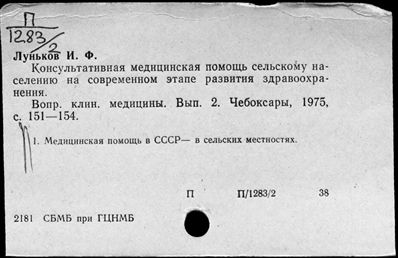 П
1283/2
Луньков И. Ф.
Консультативная медицинская помощь сельскому на-
селению на современном этапе развития здравоохра-
нения.
Вопр. клин. медицины. Вып. 2. Чебоксары, 1975,
с. 151—154.
1. Медицинская помощь в СССР— в сельских местностях.
П П/1283/2 38
2181 СБМБ при ГЦНМБ